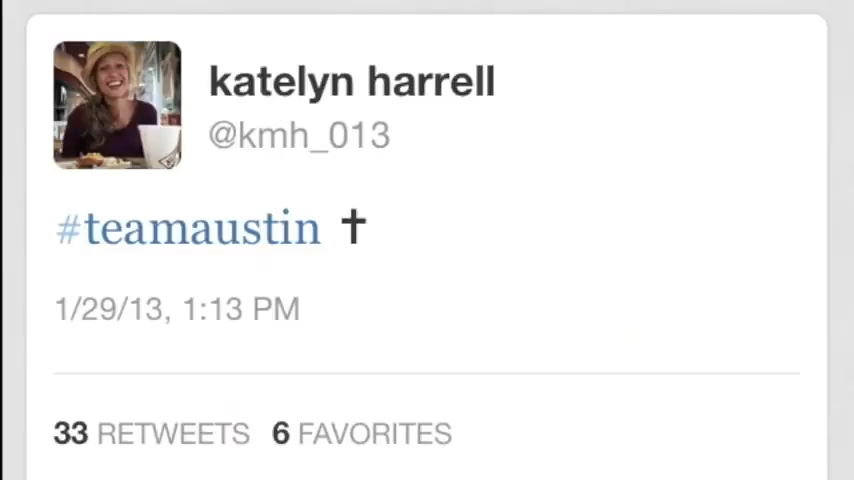 katelyn harrell
@kmh_013
#teamaustin ✝
1/29/13, 1:13 PM
33 RETWEETS 6 FAVORITES